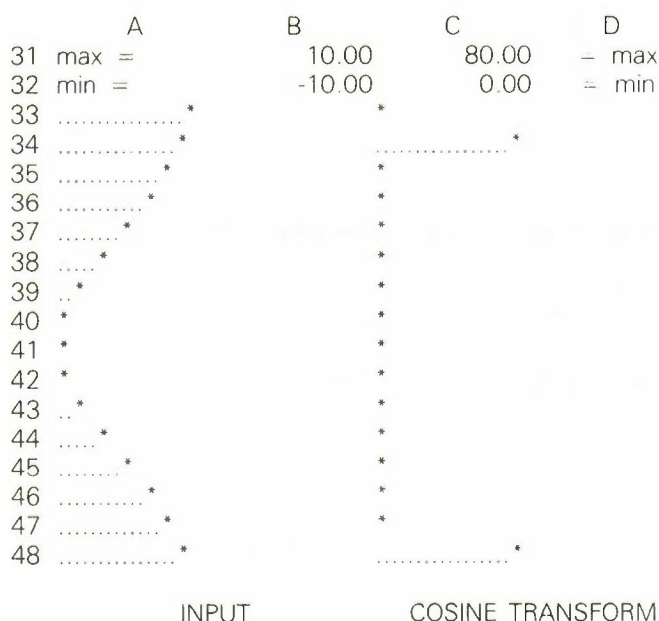 A B C D
31 max = 10.00 80.00 = max
32 min = -10.00 0.00 = min
33 ................* *
34 ...............* .................*
35 .............* *
36 ...........* *
37 ........* *
38 .....* *
39 ..* *
40 * *
41 * *
42 * *
43 ..* *
44 .....* *
45 ........* *
46 ...........* *
47 .............* *
48 ...............* .................*
INPUT COSINE TRANSFORM